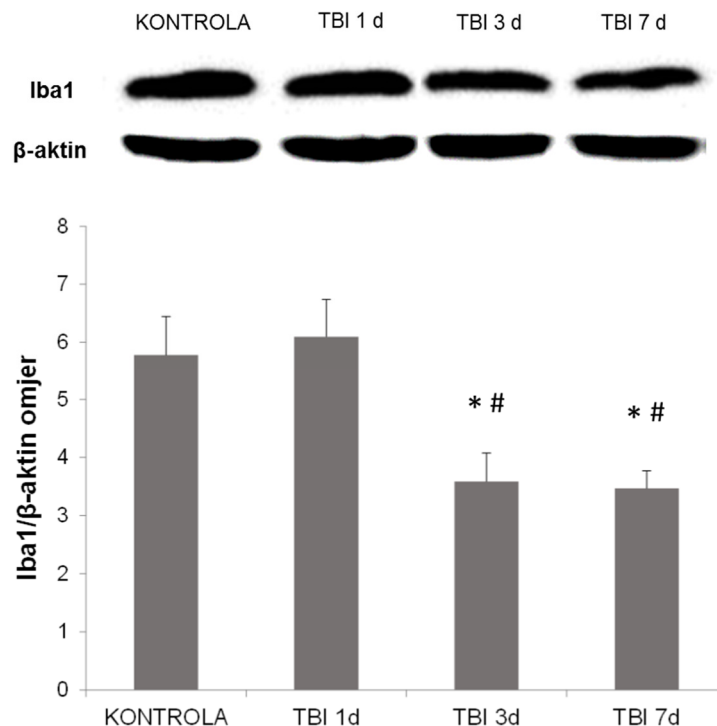 KONTROLA TBI 1 d TBI 3 d TBI 7 d
Iba1
β-aktin
8
7
6
5
4
3
2
1
0
Iba1/β-aktin omjer
* #
* #
KONTROLA TBI 1d TBI 3d TBI 7d